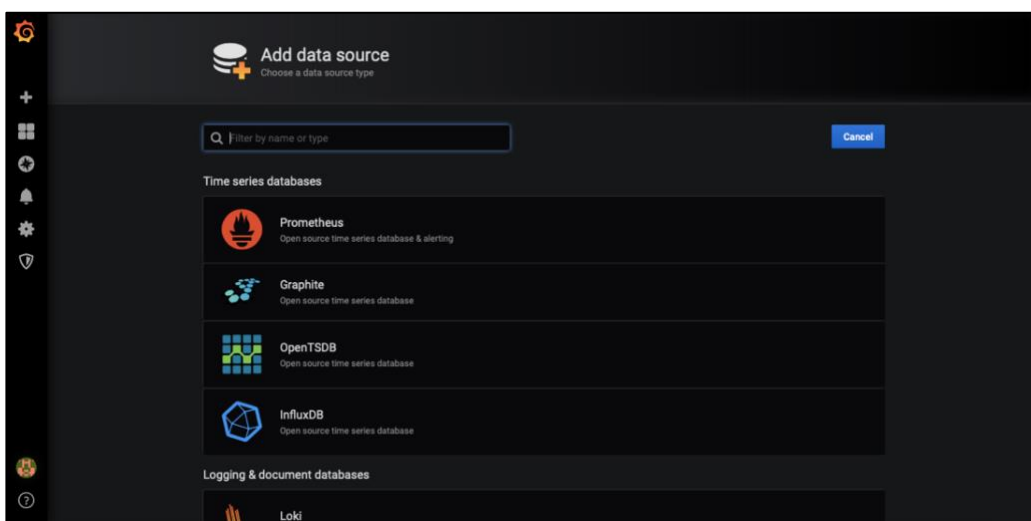 Add data source
Choose a data source type
Filter by name or type
Cancel
Time series databases
Prometheus
Open source time series database & alerting
Graphite
Open source time series database
OpenTSDB
Open source time series database
InfluxDB
Open source time series database
Logging & document databases
Loki